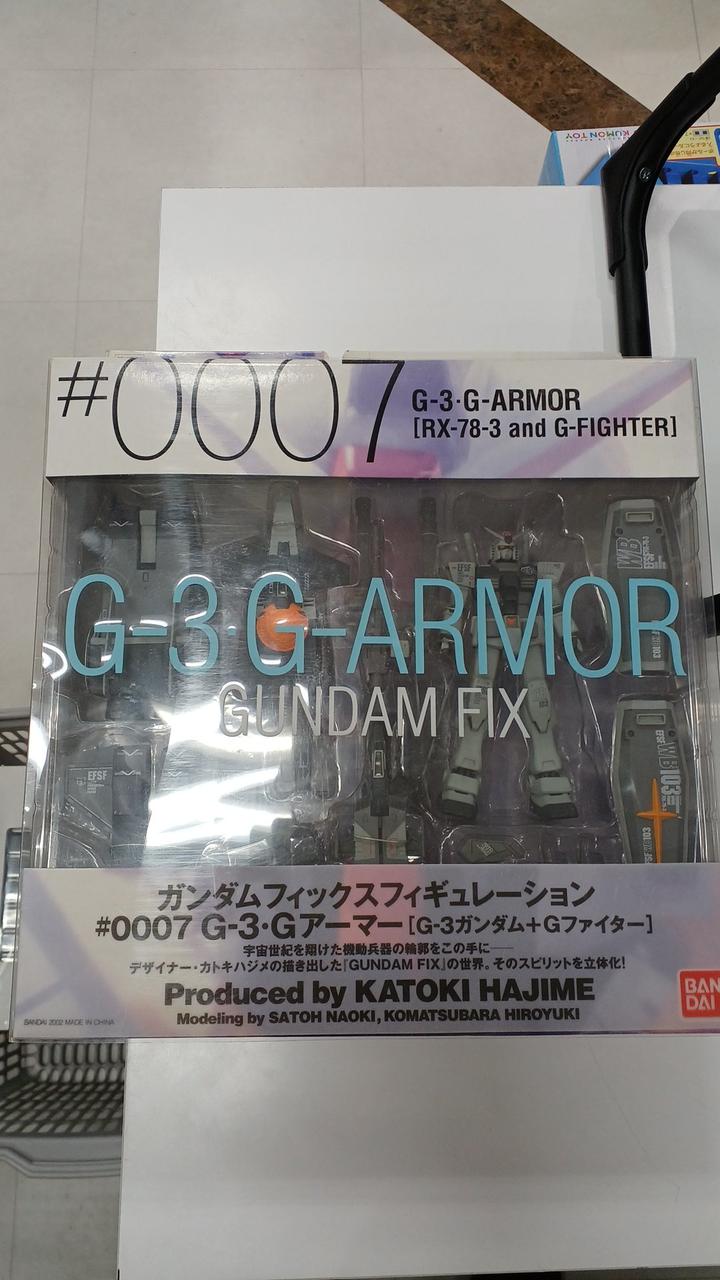 KUMON TOY
#0007
G-3·G-ARMOR
[RX-78-3 and G-FIGHTER]
G-3·G-ARMOR
GUNDAM FIX
WB
EFSF
EFSF
WB103
ガンダムフィックスフィギュレーション
#0007 G-3・Gアーマー[G-3ガンダム+Gファイター]
宇宙世紀を翔けた機動兵器の輪郭をこの手に──
デザイナー・カトキハジメの描き出した『GUNDAM FIX』の世界。そのスピリットを立体化!
Produced by KATOKI HAJIME
Modeling by SATOH NAOKI, KOMATSUBARA HIROYUKI
BANDAI 2002 MADE IN CHINA
BAN
DAI